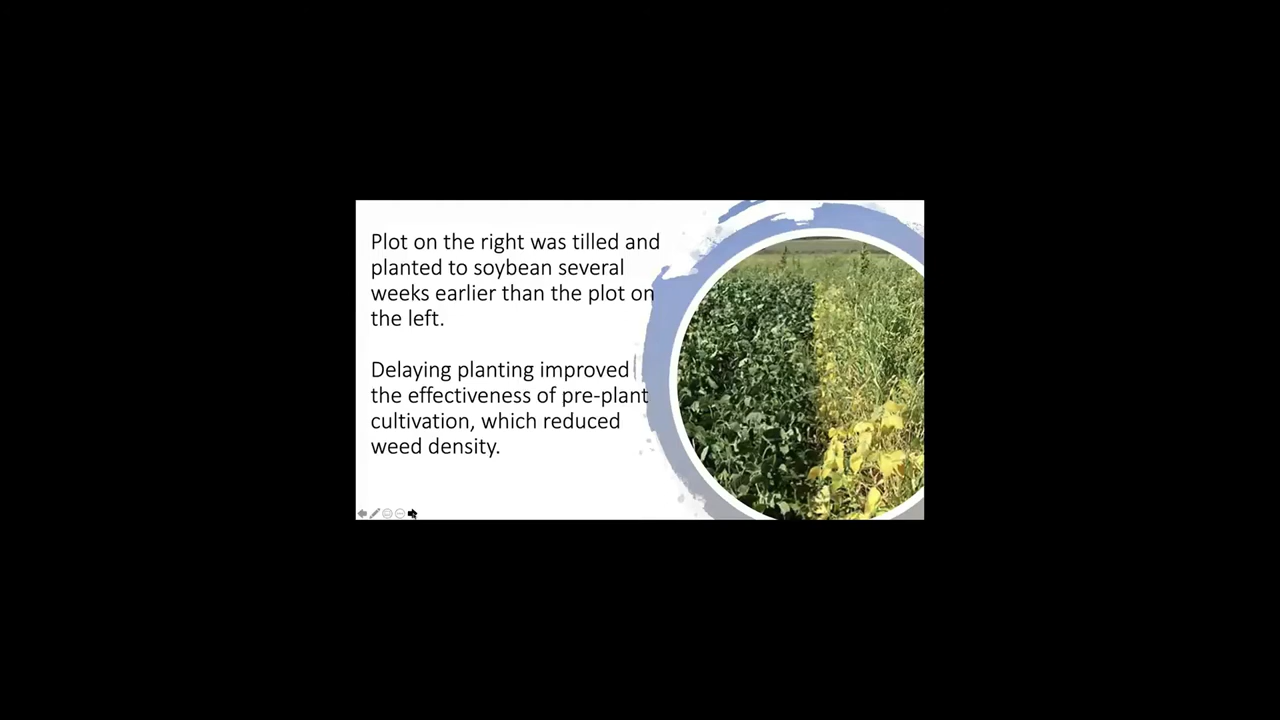 Plot on the right was tilled and
planted to soybean several
weeks earlier than the plot on
the left.
Delaying planting improved
the effectiveness of pre-plant
cultivation, which reduced
weed density.